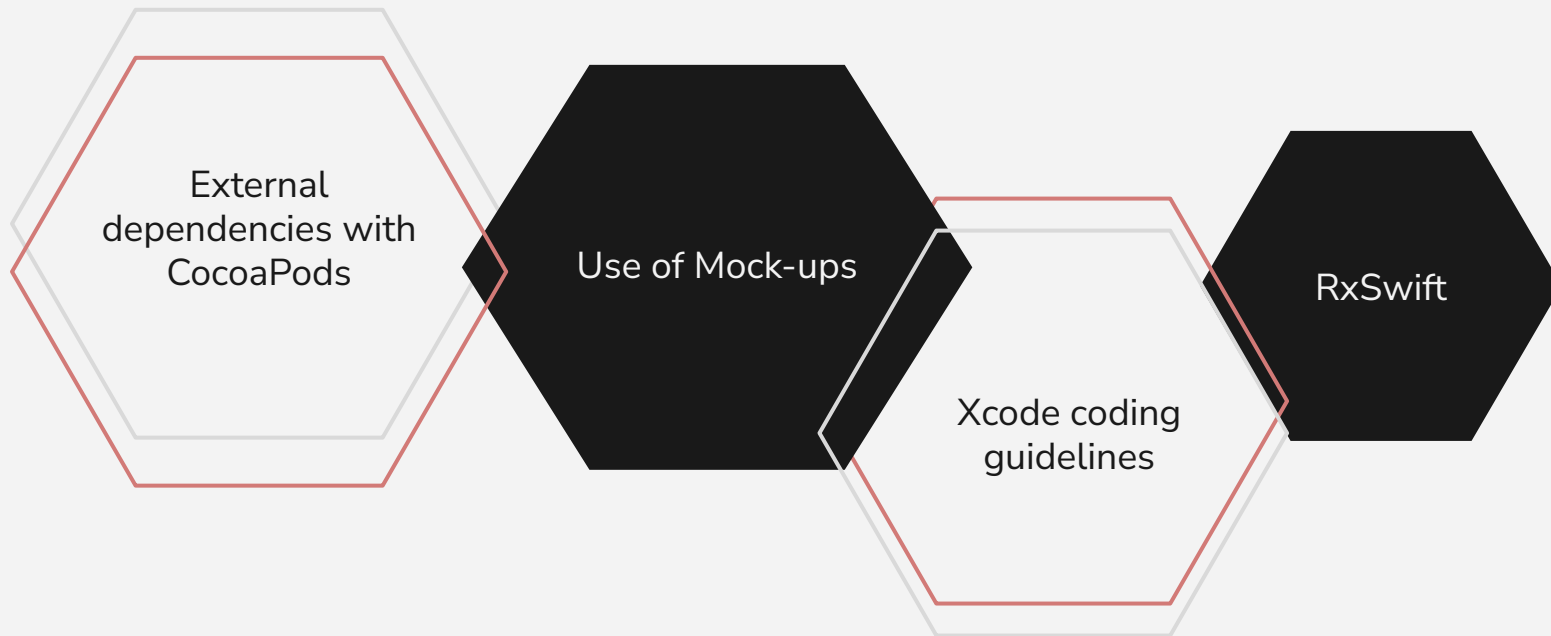 External
dependencies with
CocoaPods
Use of Mock-ups
Xcode coding
guidelines
RxSwift